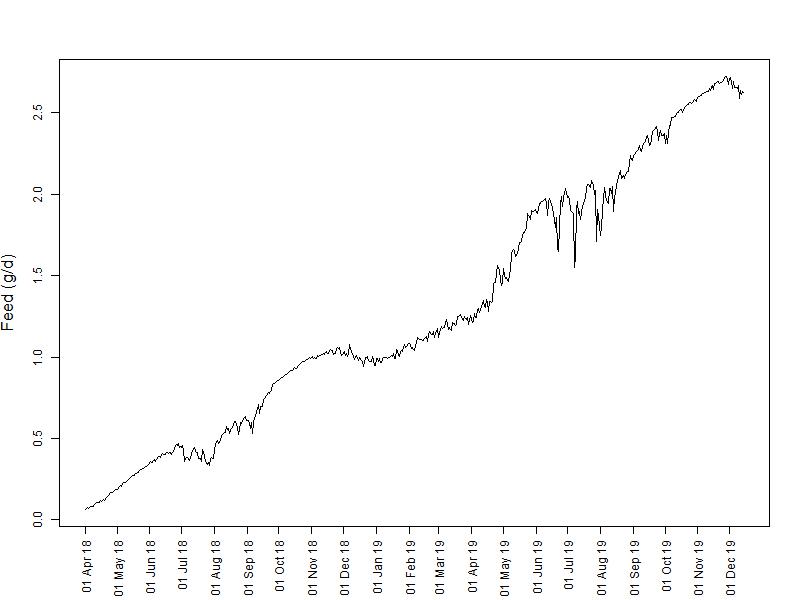 Feed (g/d)
2.5
2.0
1.5
1.0
0.5
0.0
01 Apr 18
01 May 18
01 Jun 18
01 Jul 18
01 Aug 18
01 Sep 18
01 Oct 18
01 Nov 18
01 Dec 18
01 Jan 19
01 Feb 19
01 Mar 19
01 Apr 19
01 May 19
01 Jun 19
01 Jul 19
01 Aug 19
01 Sep 19
01 Oct 19
01 Nov 19
01 Dec 19